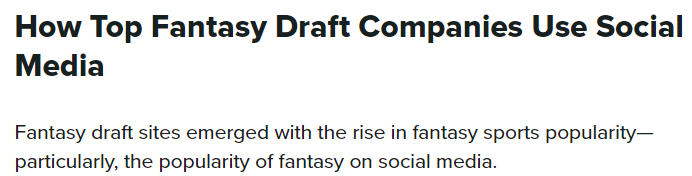 How Top Fantasy Draft Companies Use Social
Media
Fantasy draft sites emerged with the rise in fantasy sports popularity—
particularly, the popularity of fantasy on social media.